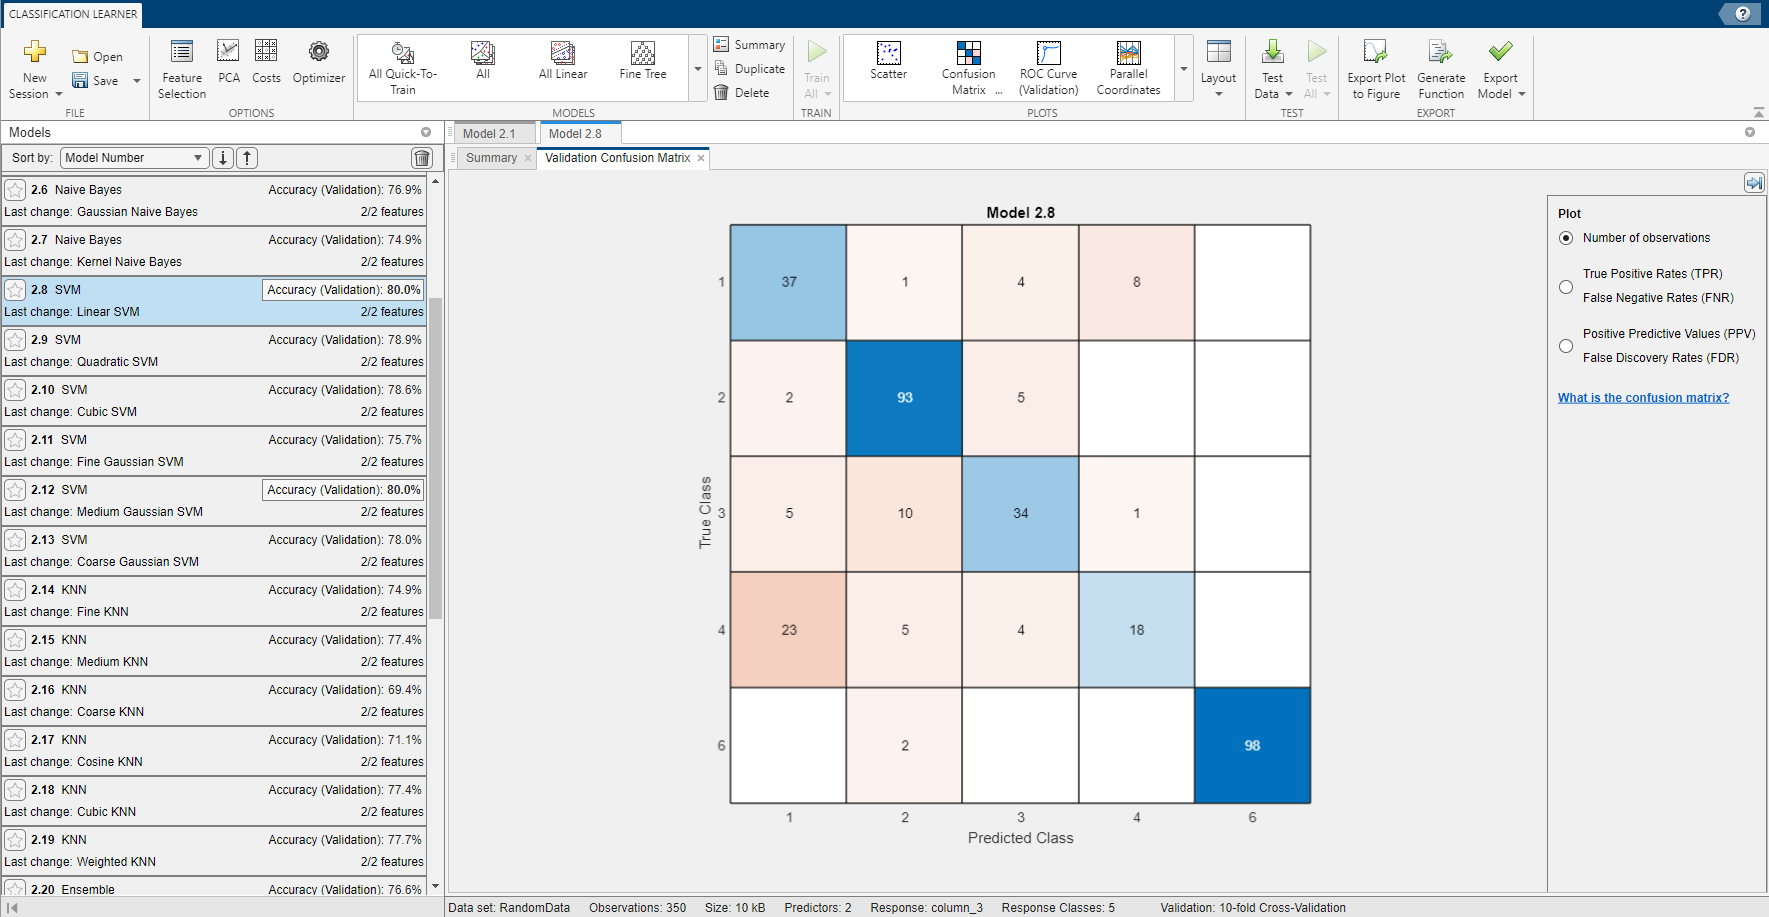 CLASSIFICATION LEARNER
?
New Session
Open
Save
FILE
Feature Selection
PCA
Costs
Optimizer
OPTIONS
All Quick-To-Train
All
All Linear
Fine Tree
Summary
Duplicate
Delete
MODELS
Train All
TRAIN
Scatter
Confusion Matrix ...
ROC Curve (Validation)
Parallel Coordinates
Layout
PLOTS
Test Data
Test All
TEST
Export Plot to Figure
Generate Function
Export Model
EXPORT
Models
Sort by: Model Number
2.6 Naive Bayes Accuracy (Validation): 76.9%
Last change: Gaussian Naive Bayes 2/2 features
2.7 Naive Bayes Accuracy (Validation): 74.9%
Last change: Kernel Naive Bayes 2/2 features
2.8 SVM Accuracy (Validation): 80.0%
Last change: Linear SVM 2/2 features
2.9 SVM Accuracy (Validation): 78.9%
Last change: Quadratic SVM 2/2 features
2.10 SVM Accuracy (Validation): 78.6%
Last change: Cubic SVM 2/2 features
2.11 SVM Accuracy (Validation): 75.7%
Last change: Fine Gaussian SVM 2/2 features
2.12 SVM Accuracy (Validation): 80.0%
Last change: Medium Gaussian SVM 2/2 features
2.13 SVM Accuracy (Validation): 78.0%
Last change: Coarse Gaussian SVM 2/2 features
2.14 KNN Accuracy (Validation): 74.9%
Last change: Fine KNN 2/2 features
2.15 KNN Accuracy (Validation): 77.4%
Last change: Medium KNN 2/2 features
2.16 KNN Accuracy (Validation): 69.4%
Last change: Coarse KNN 2/2 features
2.17 KNN Accuracy (Validation): 71.1%
Last change: Cosine KNN 2/2 features
2.18 KNN Accuracy (Validation): 77.4%
Last change: Cubic KNN 2/2 features
2.19 KNN Accuracy (Validation): 77.7%
Last change: Weighted KNN 2/2 features
2.20 Ensemble Accuracy (Validation): 76.6%
Model 2.1 Model 2.8
Summary Validation Confusion Matrix
Model 2.8
True Class
1 37 1 4 8
2 2 93 5
3 5 10 34 1
4 23 5 4 18
6 2 98
1 2 3 4 6
Predicted Class
Plot
Number of observations
True Positive Rates (TPR)
False Negative Rates (FNR)
Positive Predictive Values (PPV)
False Discovery Rates (FDR)
What is the confusion matrix?
Data set: RandomData Observations: 350 Size: 10 kB Predictors: 2 Response: column_3 Response Classes: 5 Validation: 10-fold Cross-Validation